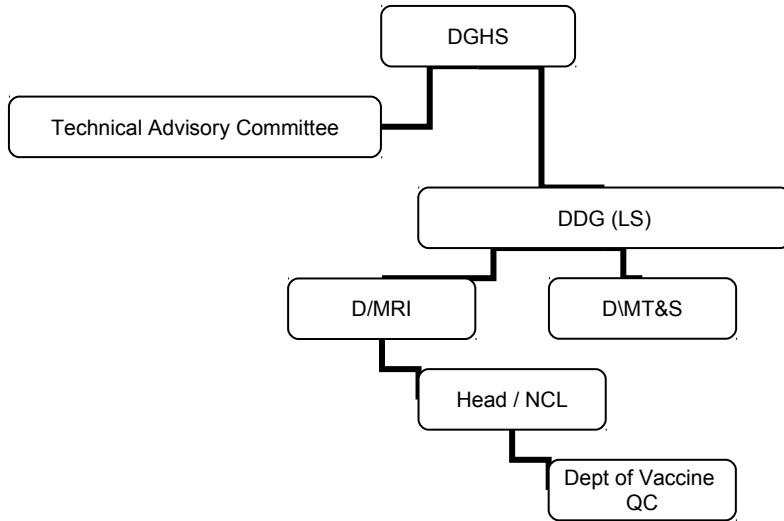 DGHS
Technical Advisory Committee
DDG (LS)
D/MRI
D\MT&S
Head / NCL
Dept of Vaccine
QC